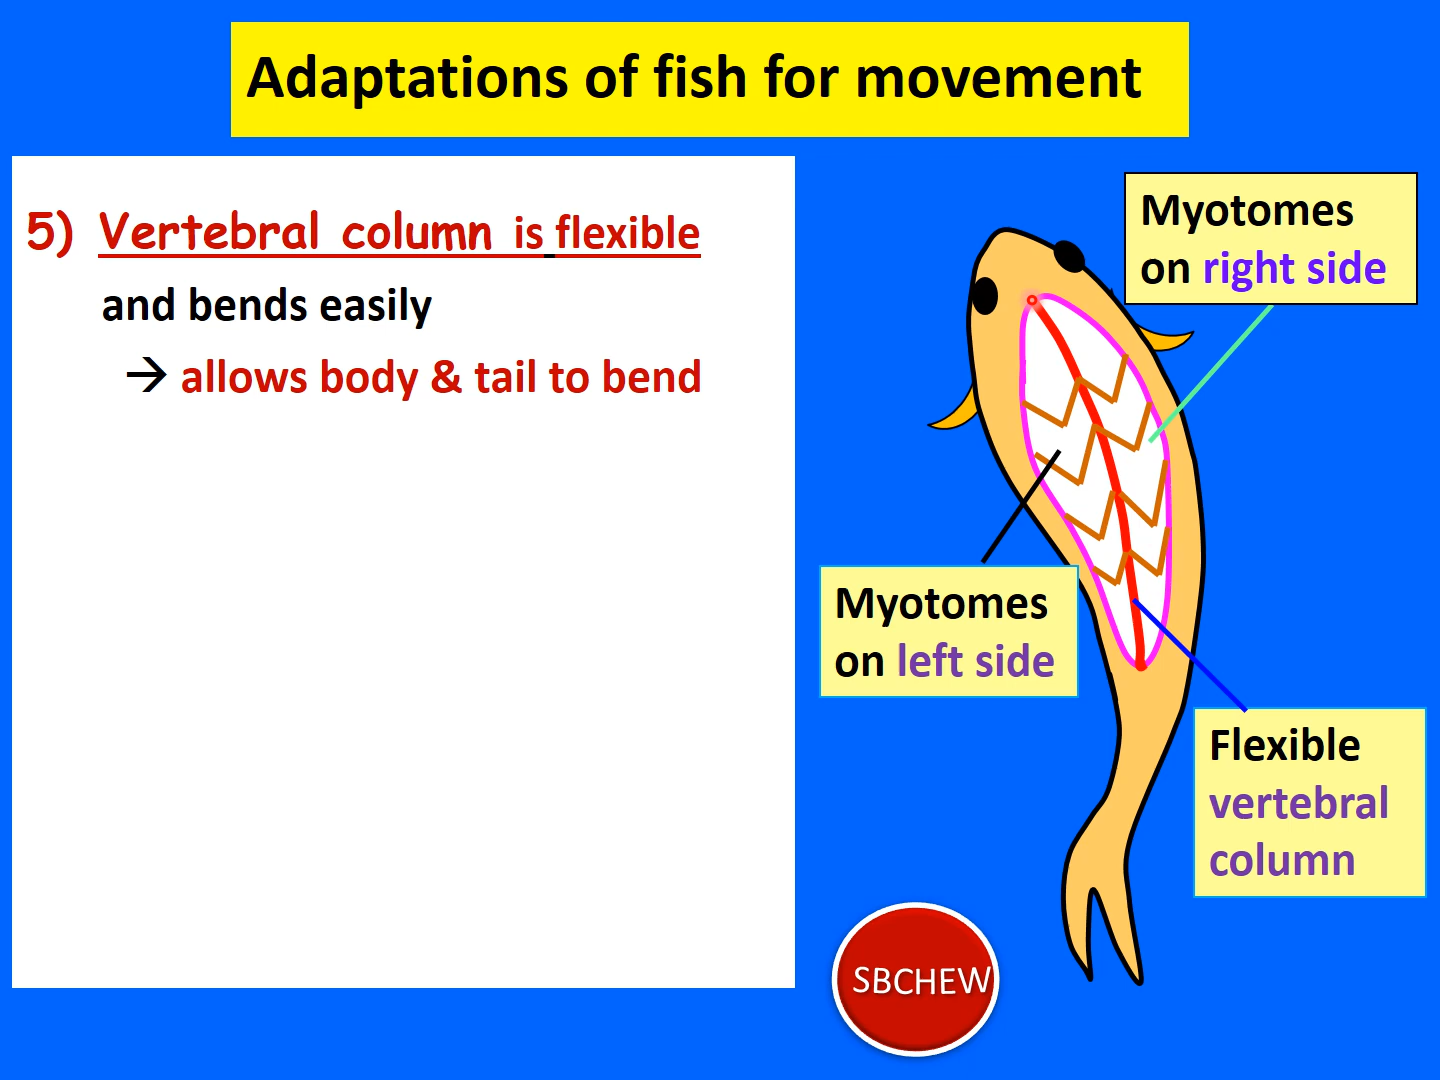 Adaptations of fish for movement
5) Vertebral column is flexible
and bends easily
→ allows body & tail to bend
Myotomes
on right side
Myotomes
on left side
Flexible
vertebral
column
SBCHEW